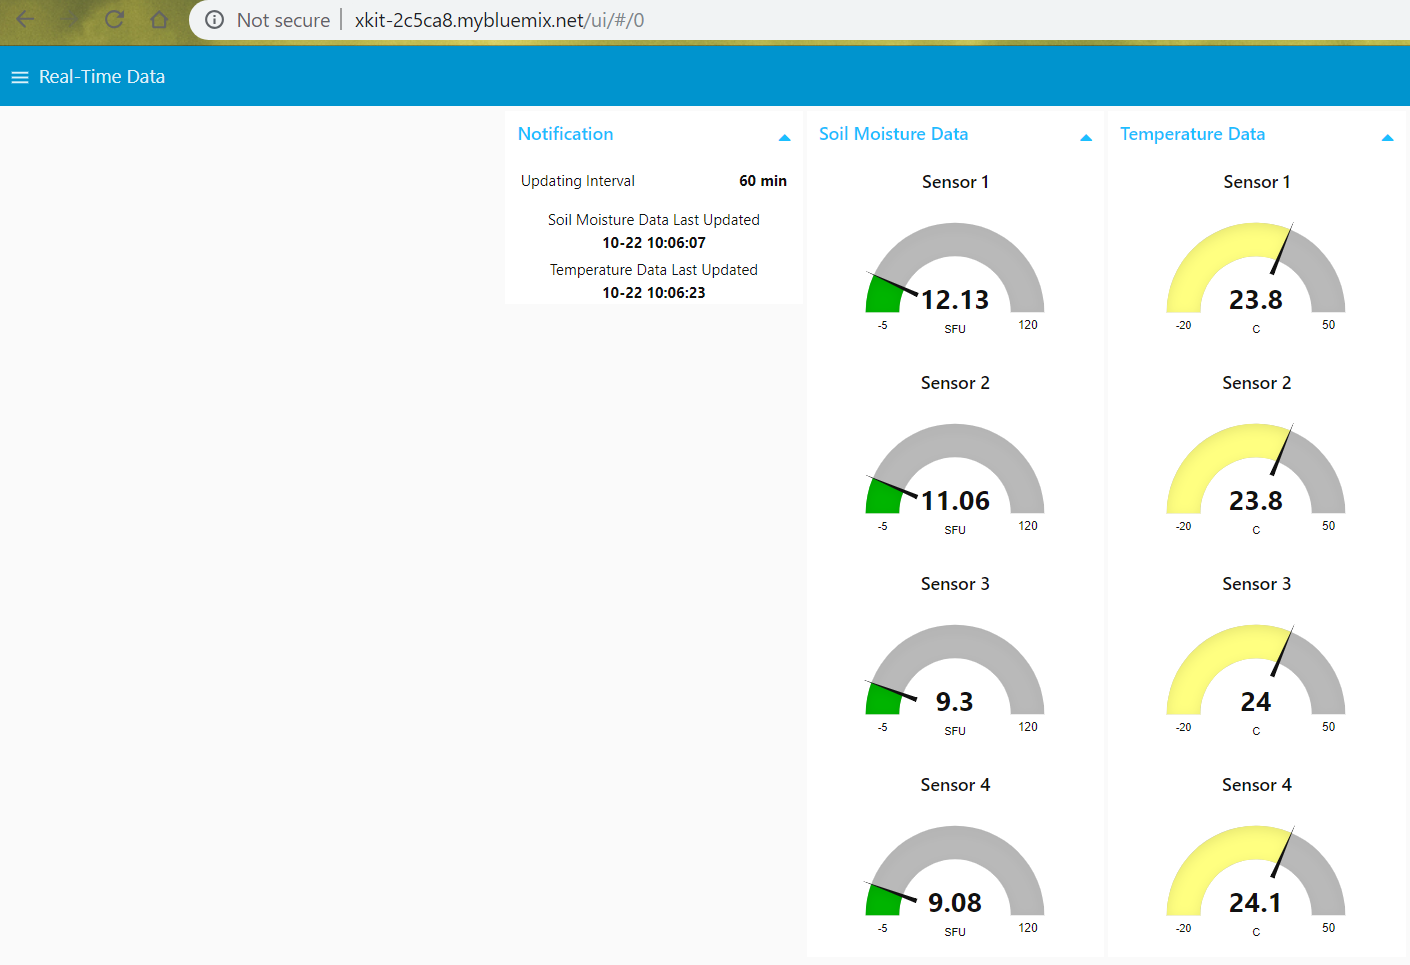 Not secure | xkit-2c5ca8.mybluemix.net/ui/#/0
Real-Time Data
Notification
Updating Interval 60 min
Soil Moisture Data Last Updated
10-22 10:06:07
Temperature Data Last Updated
10-22 10:06:23
Soil Moisture Data
Sensor 1
12.13
-5 SFU 120
Sensor 2
11.06
-5 SFU 120
Sensor 3
9.3
-5 SFU 120
Sensor 4
9.08
-5 SFU 120
Temperature Data
Sensor 1
23.8
-20 C 50
Sensor 2
23.8
-20 C 50
Sensor 3
24
-20 C 50
Sensor 4
24.1
-20 C 50